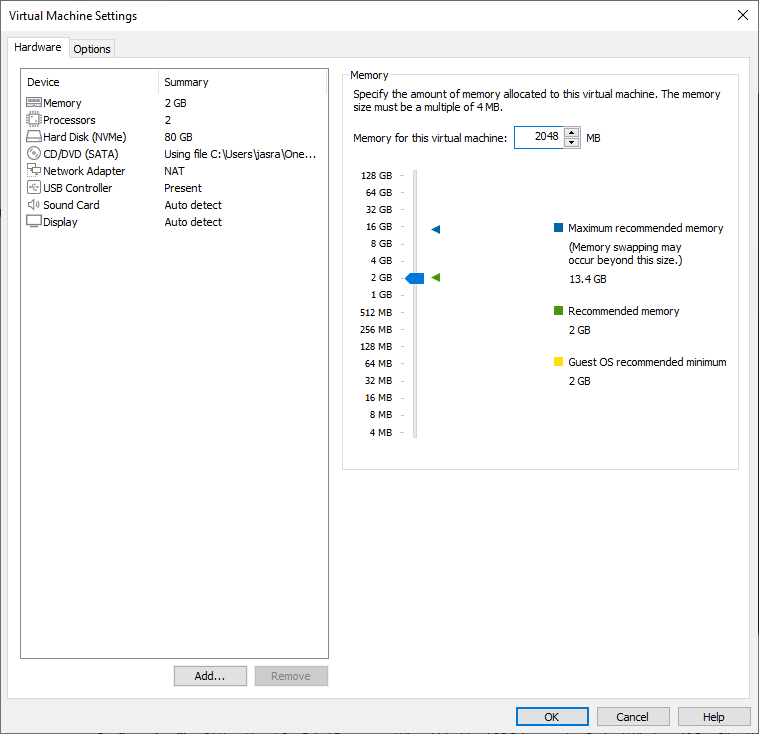 Virtual Machine Settings
Hardware
Options
Device Summary
Memory 2 GB
Processors 2
Hard Disk (NVMe) 80 GB
CD/DVD (SATA) Using file C:\Users\jasra\One...
Network Adapter NAT
USB Controller Present
Sound Card Auto detect
Display Auto detect
Add...
Remove
Memory
Specify the amount of memory allocated to this virtual machine. The memory
size must be a multiple of 4 MB.
Memory for this virtual machine: 2048 MB
128 GB
64 GB
32 GB
16 GB
8 GB
4 GB
2 GB
1 GB
512 MB
256 MB
128 MB
64 MB
32 MB
16 MB
8 MB
4 MB
Maximum recommended memory
(Memory swapping may
occur beyond this size.)
13.4 GB
Recommended memory
2 GB
Guest OS recommended minimum
2 GB
OK
Cancel
Help